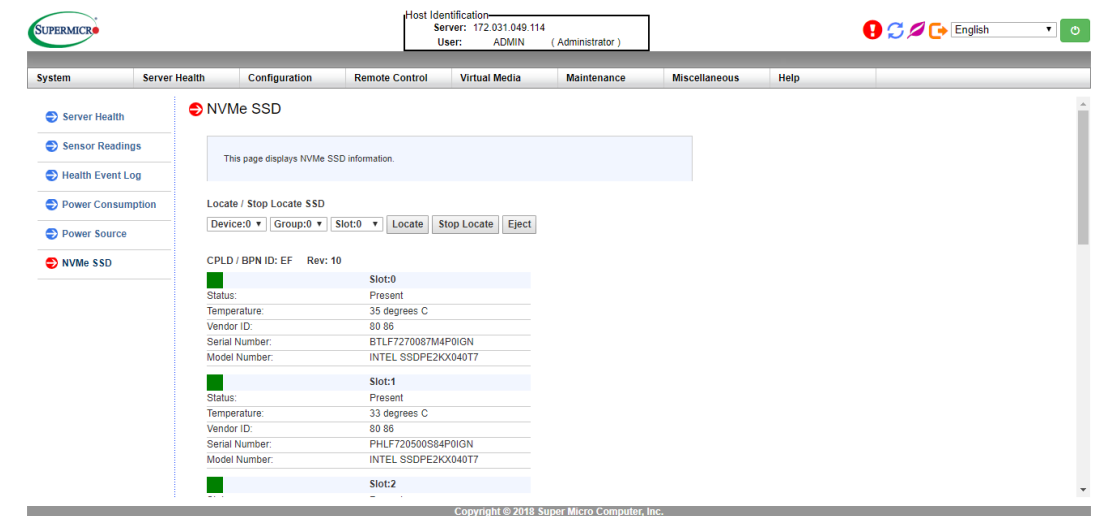 SUPERMICR
Host Identification
Server: 172.031.049.114
User: ADMIN ( Administrator )
English
System Server Health Configuration Remote Control Virtual Media Maintenance Miscellaneous Help
Server Health
Sensor Readings
Health Event Log
Power Consumption
Power Source
NVMe SSD
NVMe SSD
This page displays NVMe SSD information.
Locate / Stop Locate SSD
Device:0 Group:0 Slot:0 Locate Stop Locate Eject
CPLD / BPN ID: EF Rev: 10
Slot:0
Status: Present
Temperature: 35 degrees C
Vendor ID: 80 86
Serial Number: BTLF7270087M4P0IGN
Model Number: INTEL SSDPE2KX040T7
Slot:1
Status: Present
Temperature: 33 degrees C
Vendor ID: 80 86
Serial Number: PHLF720500S84P0IGN
Model Number: INTEL SSDPE2KX040T7
Slot:2
Copyright © 2018 Super Micro Computer, Inc.